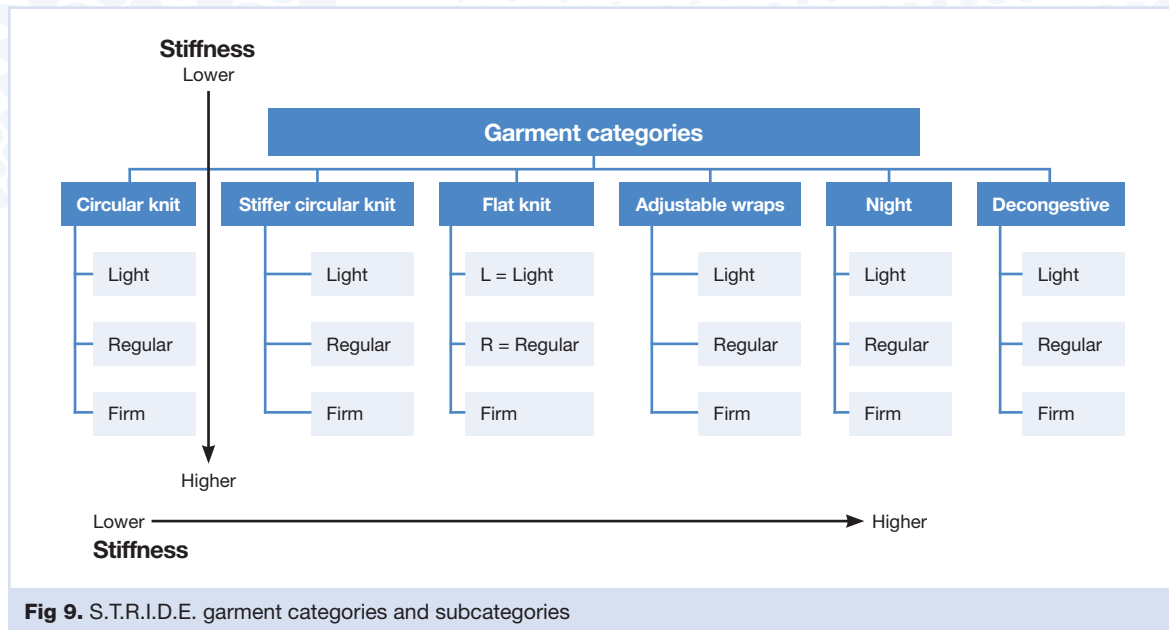 Stiffness
Lower
Garment categories
Circular knit
Stiffer circular knit
Flat knit
Adjustable wraps
Night
Decongestive
Light
Light
L = Light
Light
Light
Light
Regular
Regular
R = Regular
Regular
Regular
Regular
Firm
Firm
Firm
Firm
Firm
Firm
Higher
Lower
Higher
Stiffness
Fig 9. S.T.R.I.D.E. garment categories and subcategories